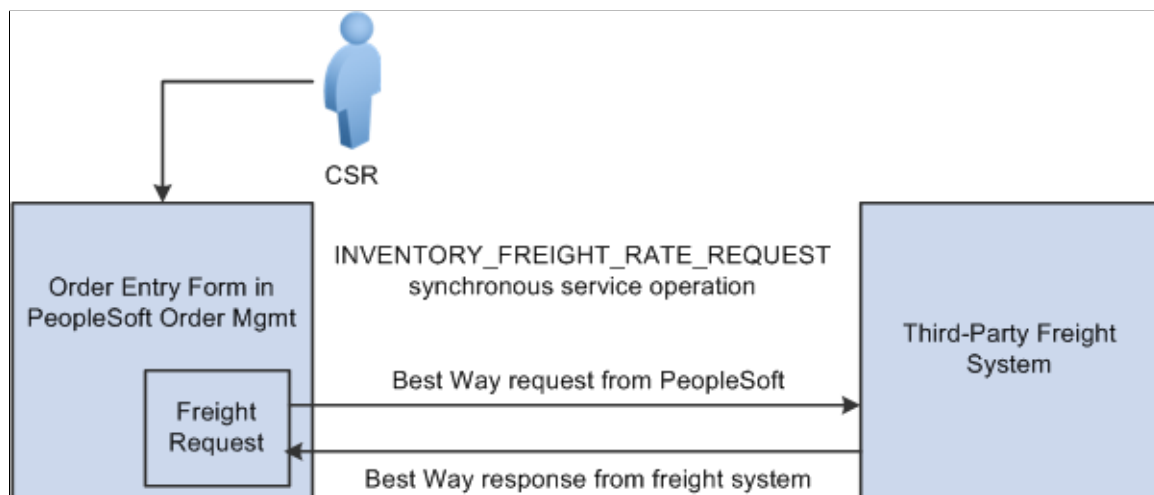 CSR
INVENTORY_FREIGHT_RATE_REQUEST
synchronous service operation
Order Entry Form in
PeopleSoft Order Mgmt
Third-Party Freight
System
Best Way request from PeopleSoft
Freight
Request
Best Way response from freight system